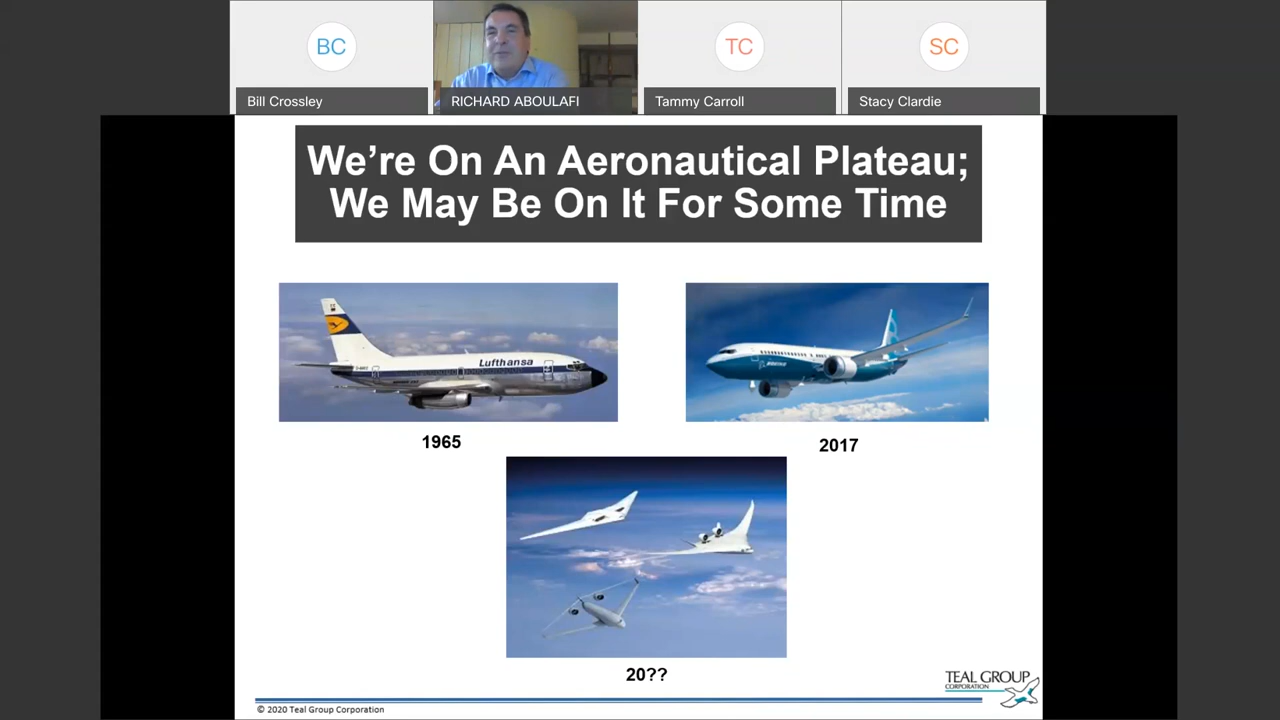 BC
TC
SC
Bill Crossley
RICHARD ABOULAFI
Tammy Carroll
Stacy Clardie
We're On An Aeronautical Plateau;
We May Be On It For Some Time
Lufthansa
BOEING
1965
2017
20??
TEAL GROUP
CORPORATION
© 2020 Teal Group Corporation